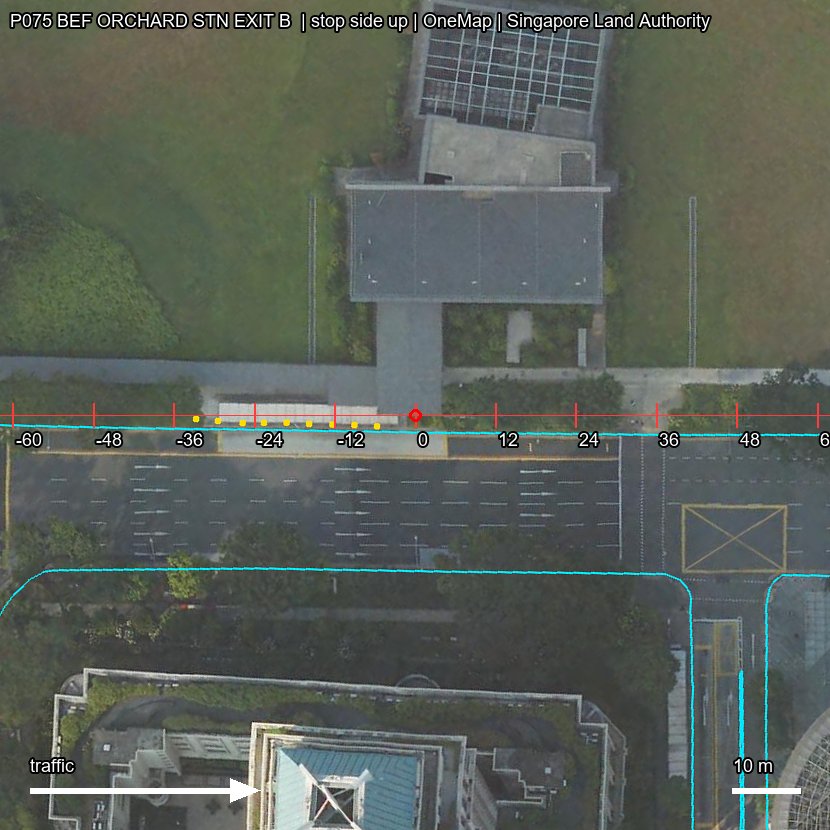 P075 BEF ORCHARD STN EXIT B | stop side up | OneMap | Singapore Land Authority
-60 -48 -36 -24 -12 0 12 24 36 48 6
traffic
10 m